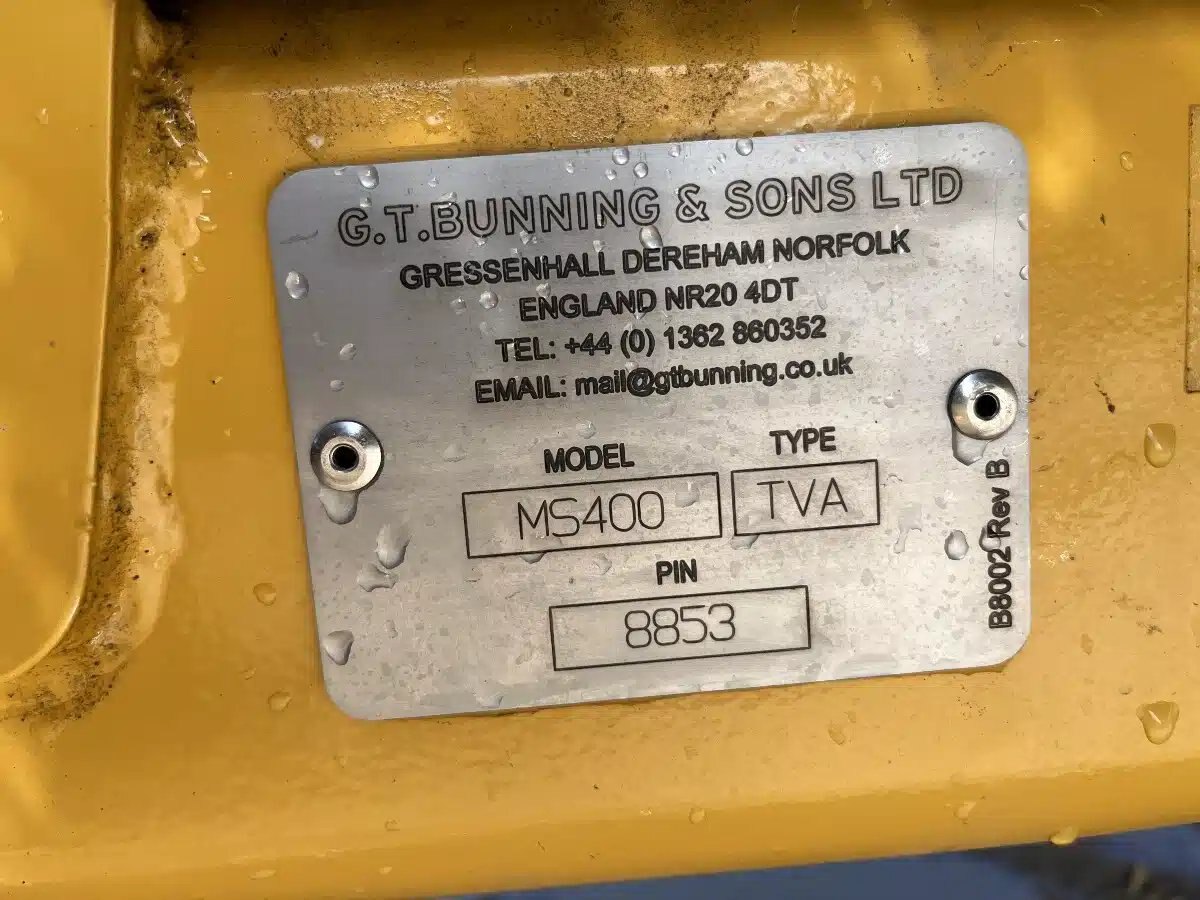 G.T.BUNNING & SONS LTD
GRESSENHALL DEREHAM NORFOLK
ENGLAND NR20 4DT
TEL: +44 (0) 1362 860352
EMAIL: mail@gtbunning.co.uk
MODEL TYPE
MS400 TVA
PIN
8853
B8002 Rev B